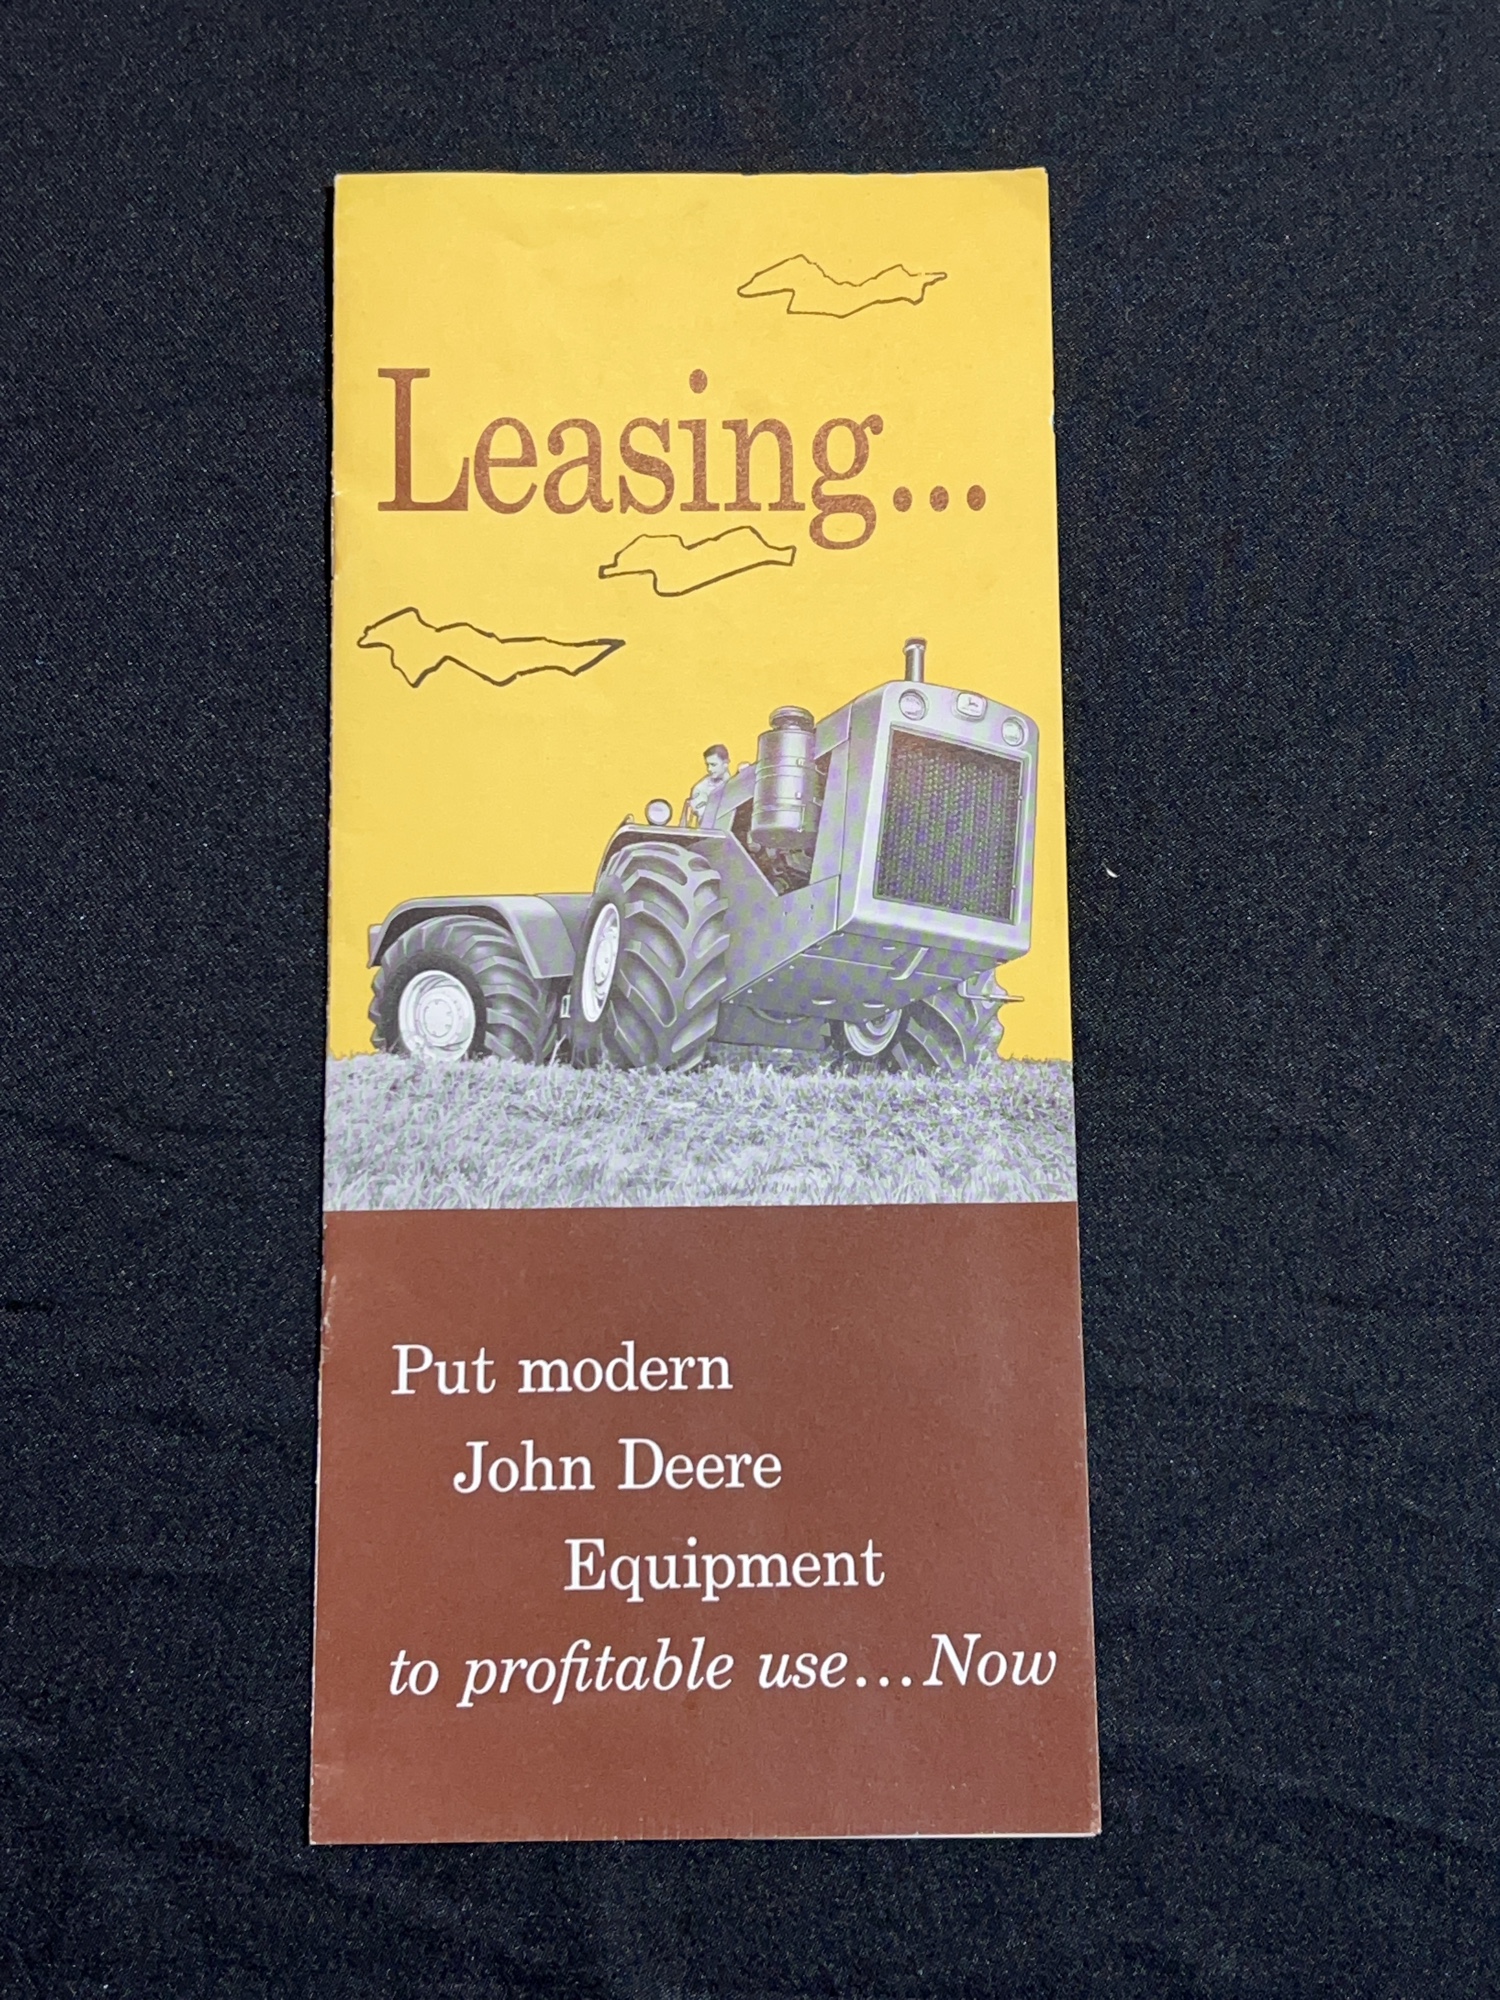 Leasing...
Put modern
John Deere
Equipment
to profitable use...Now